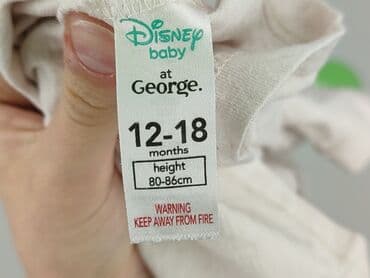 Disney
baby
at
George.
12-18
months
height
80-86cm
WARNING
KEEP AWAY FROM FIRE